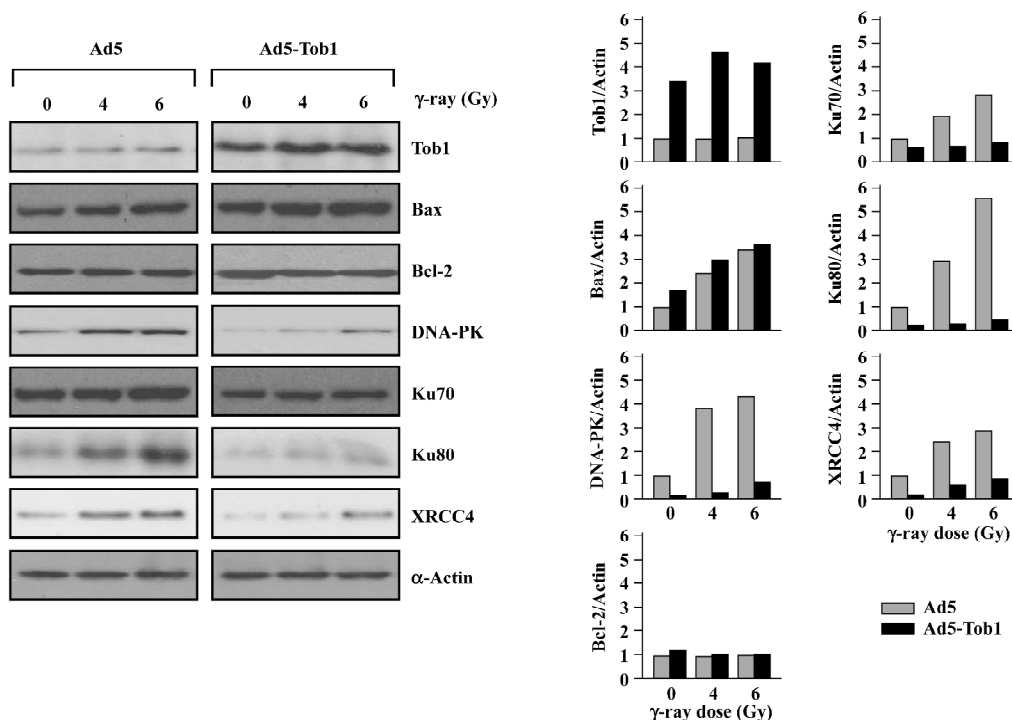 Ad5 Ad5-Tob1
0 4 6 0 4 6 γ-ray (Gy)
Tob1
Bax
Bcl-2
DNA-PK
Ku70
Ku80
XRCC4
α-Actin
Tob1/Actin
6
5
4
3
2
1
0
Ku70/Actin
6
5
4
3
2
1
0
Bax/Actin
6
5
4
3
2
1
0
Ku80/Actin
6
5
4
3
2
1
0
DNA-PK/Actin
6
5
4
3
2
1
0
0 4 6
XRCC4/Actin
6
5
4
3
2
1
0
0 4 6
γ-ray dose (Gy)
Bcl-2/Actin
6
5
4
3
2
1
0
0 4 6
γ-ray dose (Gy)
Ad5
Ad5-Tob1